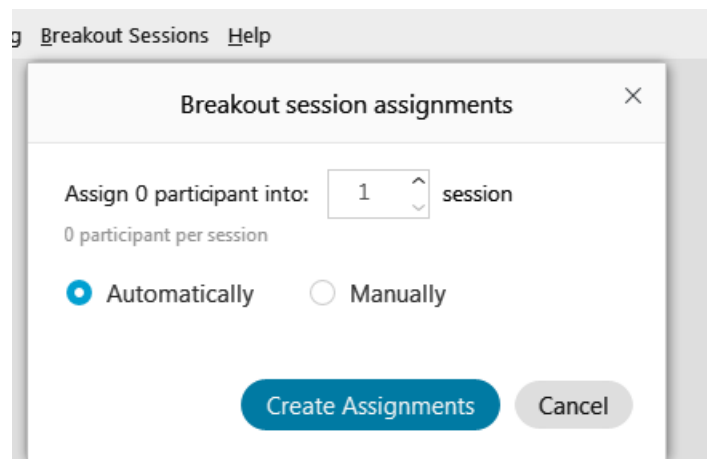 g Breakout Sessions Help
Breakout session assignments
Assign 0 participant into: 1 session
0 participant per session
Automatically Manually
Create Assignments Cancel